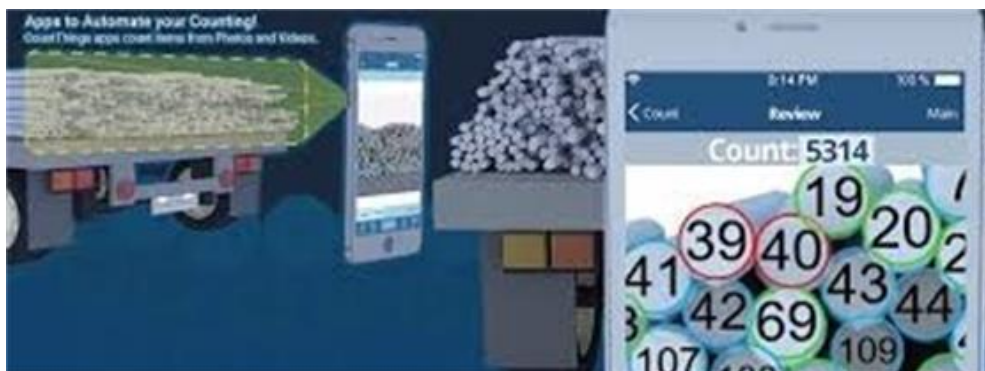 Apps to Automate your Counting!
CountThings apps count items from Photos and Videos.
8:14 PM
100 %
Count
Review
Main
Count: 5314
19
39
40
20
41
42
43
44
69
107
109